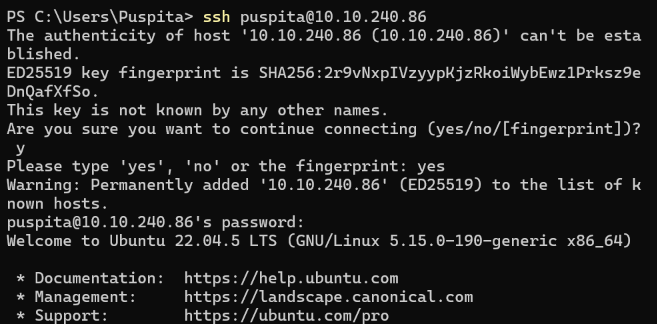 PS C:\Users\Puspita> ssh puspita@10.10.240.86
The authenticity of host '10.10.240.86 (10.10.240.86)' can't be esta
blished.
ED25519 key fingerprint is SHA256:2r9vNxpIVzyypKjzRkoiWybEwz1Prksz9e
DnQafXfSo.
This key is not known by any other names.
Are you sure you want to continue connecting (yes/no/[fingerprint])?
 y
Please type 'yes', 'no' or the fingerprint: yes
Warning: Permanently added '10.10.240.86' (ED25519) to the list of k
nown hosts.
puspita@10.10.240.86's password:
Welcome to Ubuntu 22.04.5 LTS (GNU/Linux 5.15.0-190-generic x86_64)

 * Documentation:  https://help.ubuntu.com
 * Management:     https://landscape.canonical.com
 * Support:        https://ubuntu.com/pro